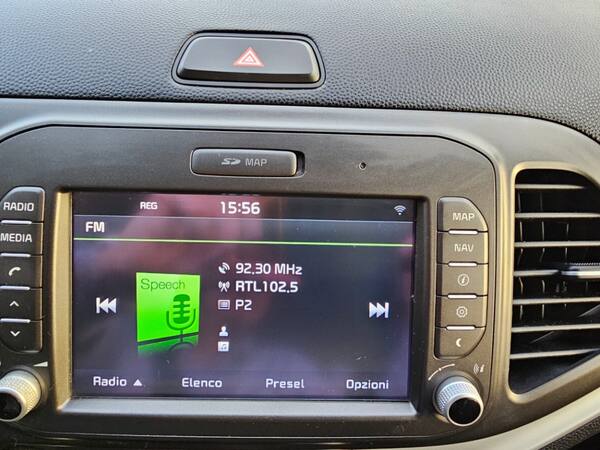 SD MAP
RADIO
MEDIA
REG 15:56
FM
Speech
92,30 MHz
RTL102,5
P2
Radio ▲ Elenco Presel Opzioni
MAP
NAV